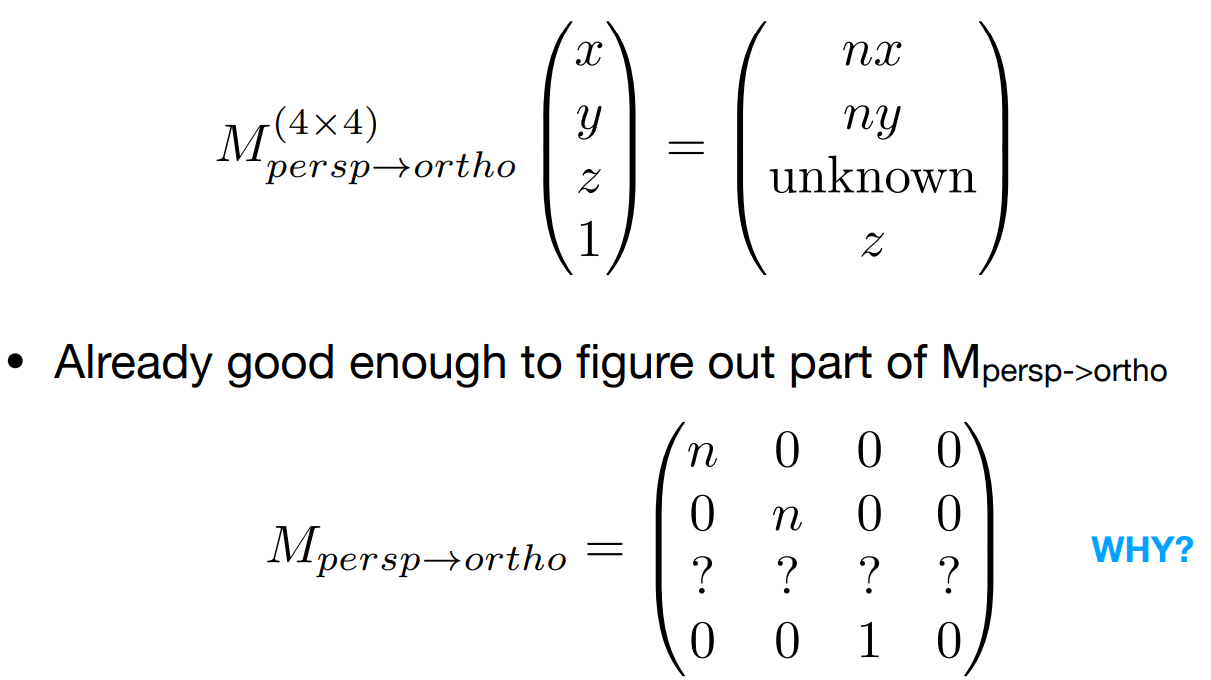 $M^{(4\times 4)}_{persp\to ortho} \begin{pmatrix} x \\ y \\ z \\ 1 \end{pmatrix} = \begin{pmatrix} nx \\ ny \\ \text{unknown} \\ z \end{pmatrix}$
• Already good enough to figure out part of M_{persp->ortho}
$M_{persp\to ortho} = \begin{pmatrix} n & 0 & 0 & 0 \\ 0 & n & 0 & 0 \\ ? & ? & ? & ? \\ 0 & 0 & 1 & 0 \end{pmatrix}$ WHY?